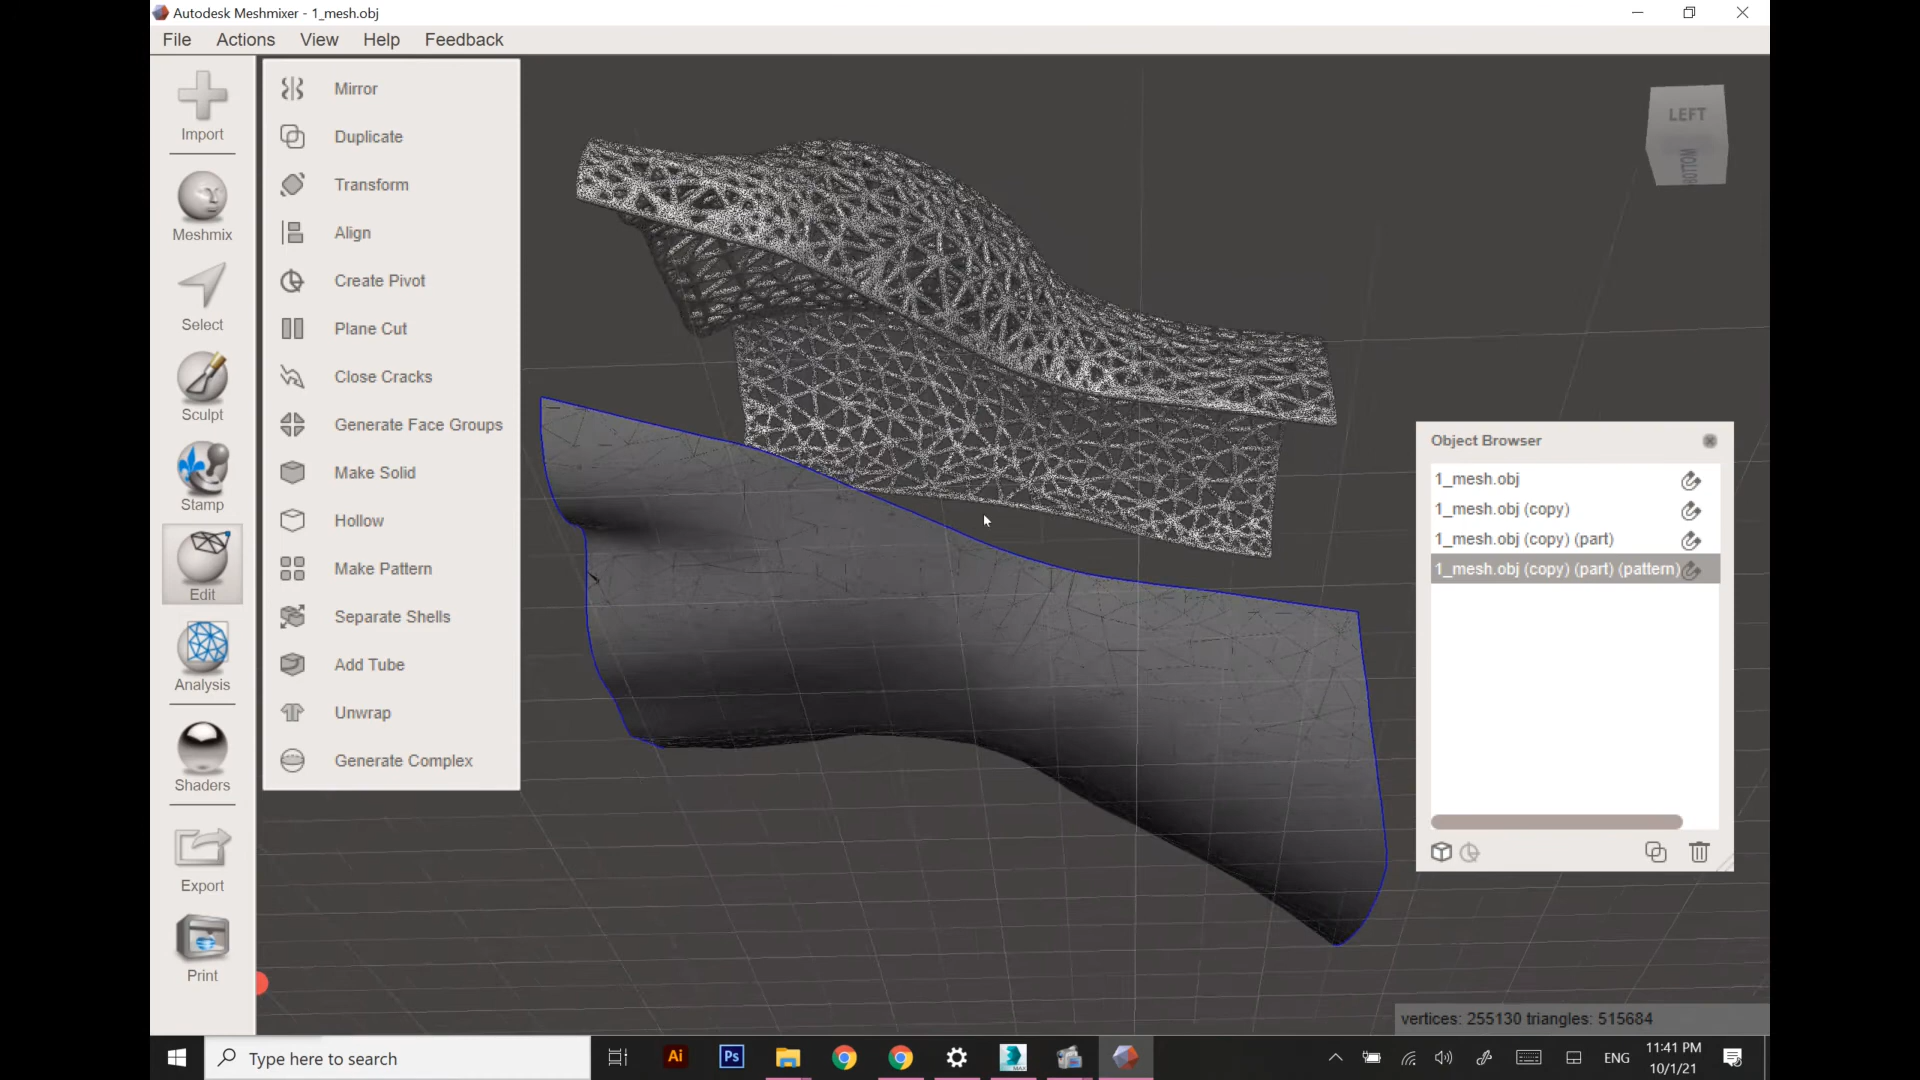 Autodesk Meshmixer - 1_mesh.obj
File Actions View Help Feedback
Import
Meshmix
Select
Sculpt
Stamp
Edit
Analysis
Shaders
Export
Print
Mirror
Duplicate
Transform
Align
Create Pivot
Plane Cut
Close Cracks
Generate Face Groups
Make Solid
Hollow
Make Pattern
Separate Shells
Add Tube
Unwrap
Generate Complex
LEFT
BOTTOM
Object Browser
1_mesh.obj
1_mesh.obj (copy)
1_mesh.obj (copy) (part)
1_mesh.obj (copy) (part) (pattern)
vertices: 255130 triangles: 515684
Type here to search
Ai
Ps
MAX
ENG
11:41 PM
10/1/21